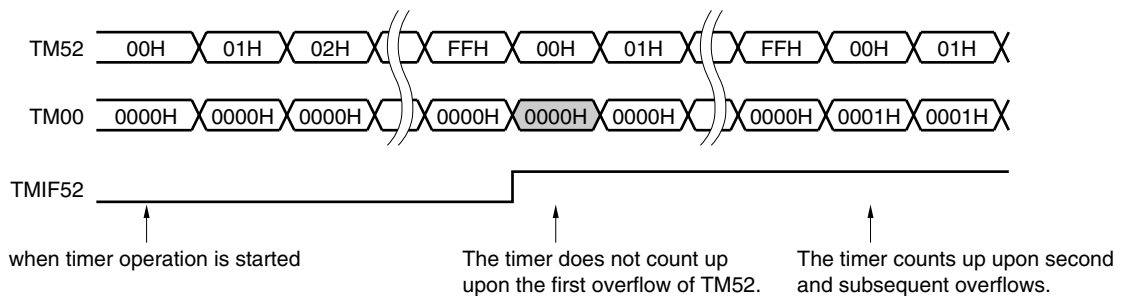 TM52 00H 01H 02H FFH 00H 01H FFH 00H 01H
TM00 0000H 0000H 0000H 0000H 0000H 0000H 0000H 0001H 0001H
TMIF52
when timer operation is started
The timer does not count up
upon the first overflow of TM52.
The timer counts up upon second
and subsequent overflows.